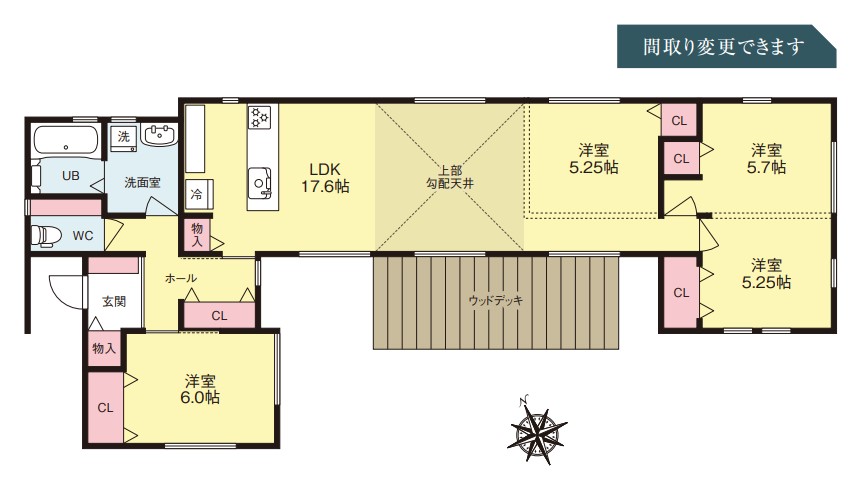 間取り変更できます
洗
UB
洗面室
WC
冷
物
入
LDK
17.6帖
上部
勾配天井
洋室
5.25帖
CL
CL
洋室
5.7帖
洋室
5.25帖
CL
ホール
玄関
CL
物入
ウッドデッキ
洋室
6.0帖
CL
N